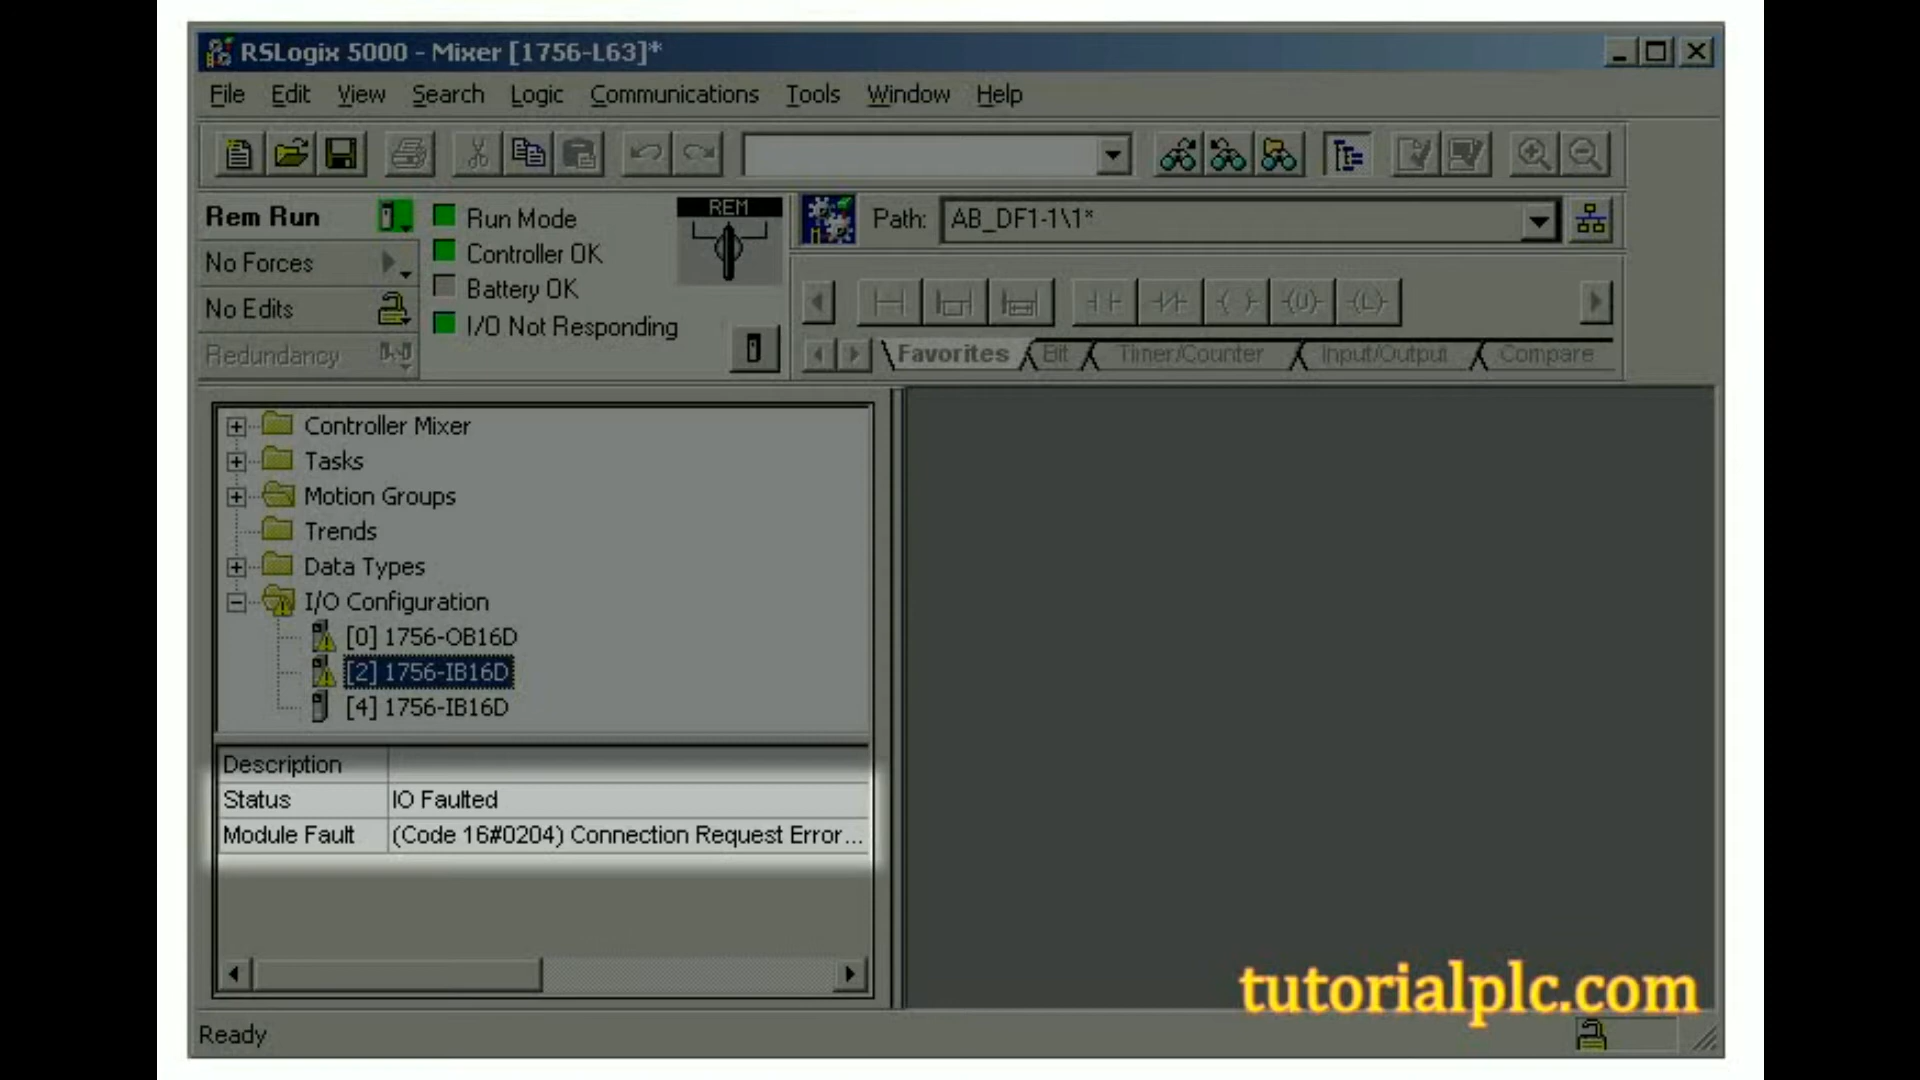 RSLogix 5000 - Mixer [1756-L63]*
File Edit View Search Logic Communications Tools Window Help
Rem Run
No Forces
No Edits
Redundancy
Run Mode
Controller OK
Battery OK
I/O Not Responding
REM
Path: AB_DF1-1\1*
Favorites Bit Timer/Counter Input/Output Compare
Controller Mixer
Tasks
Motion Groups
Trends
Data Types
I/O Configuration
[0] 1756-OB16D
[2] 1756-IB16D
[4] 1756-IB16D
Description
Status IO Faulted
Module Fault (Code 16#0204) Connection Request Error...
tutorialplc.com
Ready